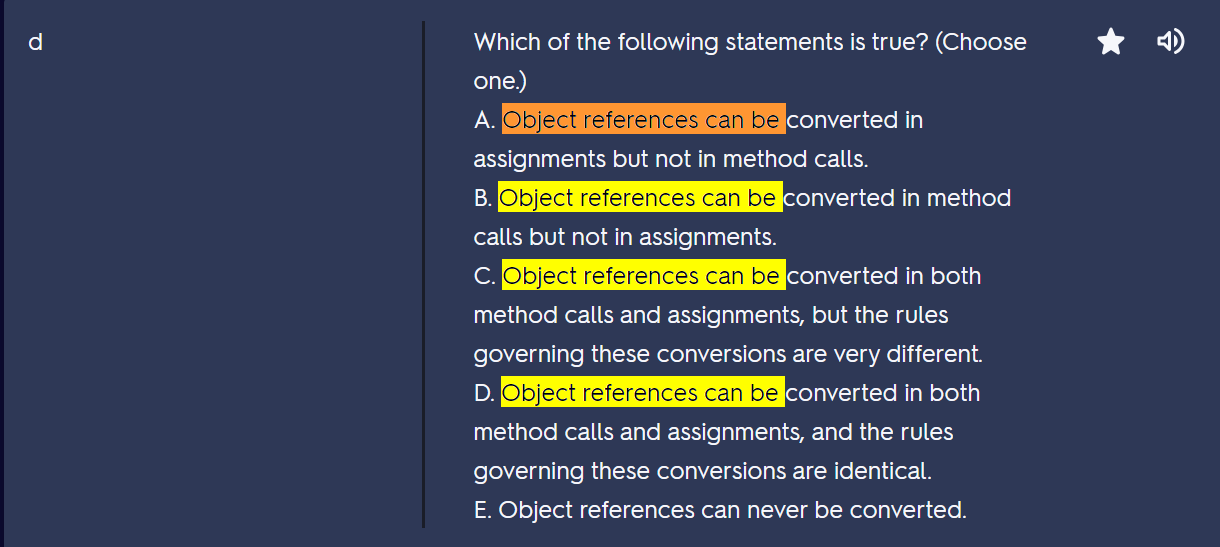 d
Which of the following statements is true? (Choose
one.)
A. Object references can be converted in
assignments but not in method calls.
B. Object references can be converted in method
calls but not in assignments.
C. Object references can be converted in both
method calls and assignments, but the rules
governing these conversions are very different.
D. Object references can be converted in both
method calls and assignments, and the rules
governing these conversions are identical.
E. Object references can never be converted.